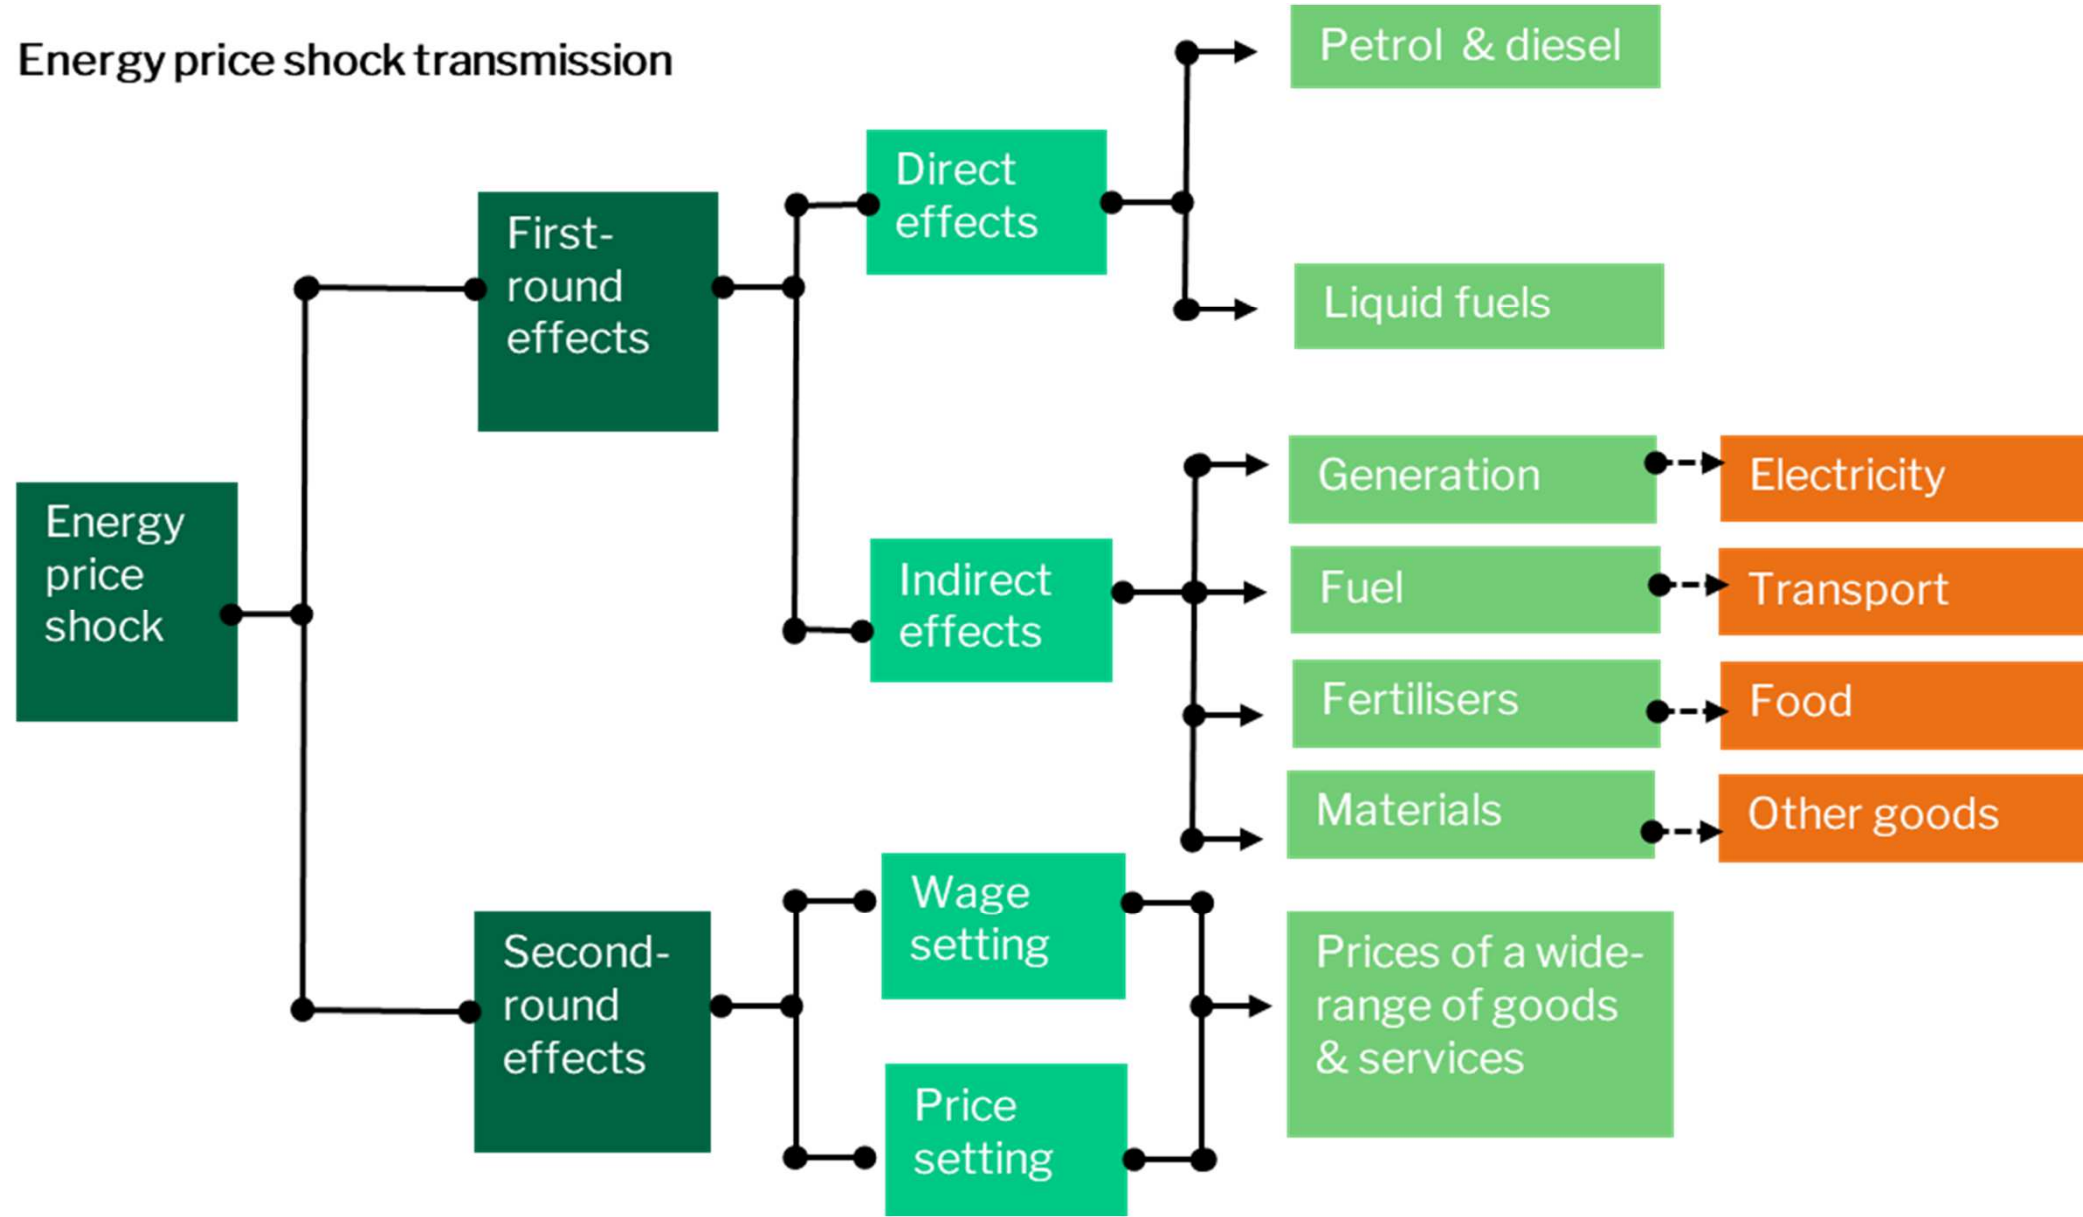 Energy price shock transmission
Petrol & diesel
Direct
effects
First-
round
effects
Liquid fuels
Energy
price
shock
Generation
Electricity
Indirect
effects
Fuel
Transport
Fertilisers
Food
Materials
Other goods
Second-
round
effects
Wage
setting
Prices of a wide-
range of goods
& services
Price
setting